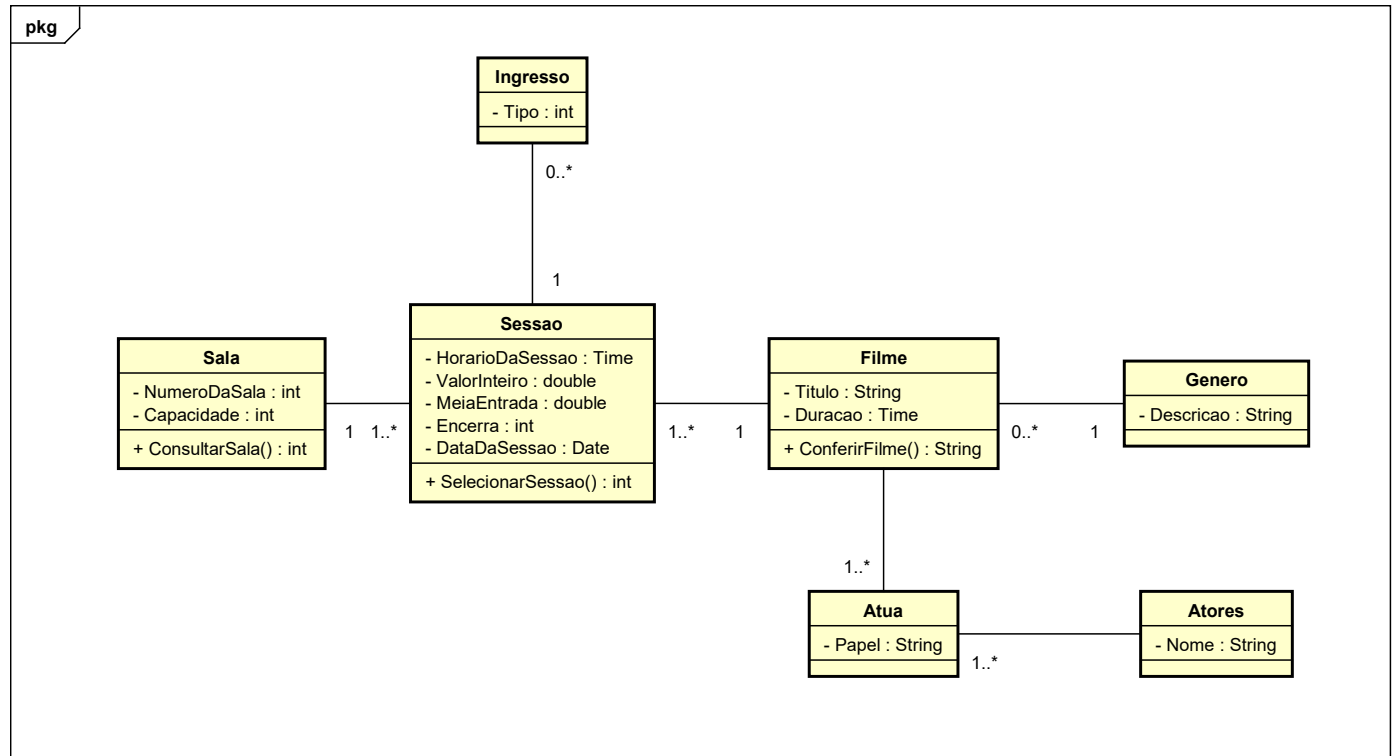 pkg
Ingresso
- Tipo : int
0..*
1
Sessao
- HorarioDaSessao : Time
- ValorInteiro : double
- MeiaEntrada : double
- Encerra : int
- DataDaSessao : Date
+ SelecionarSessao() : int
Sala
- NumeroDaSala : int
- Capacidade : int
+ ConsultarSala() : int
1 1..*
Filme
- Titulo : String
- Duracao : Time
+ ConferirFilme() : String
1..* 1
Genero
- Descricao : String
0..* 1
1..*
Atua
- Papel : String
1..*
Atores
- Nome : String